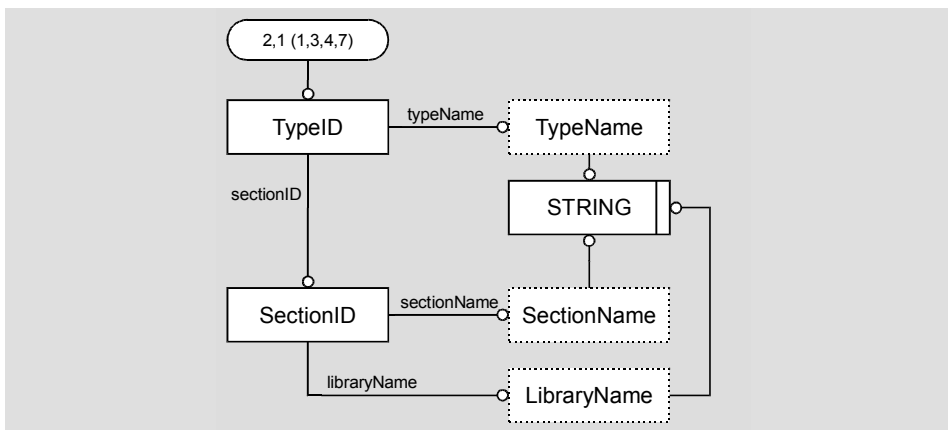 2,1 (1,3,4,7)
TypeID
typeName
TypeName
sectionID
STRING
SectionID
sectionName
SectionName
libraryName
LibraryName